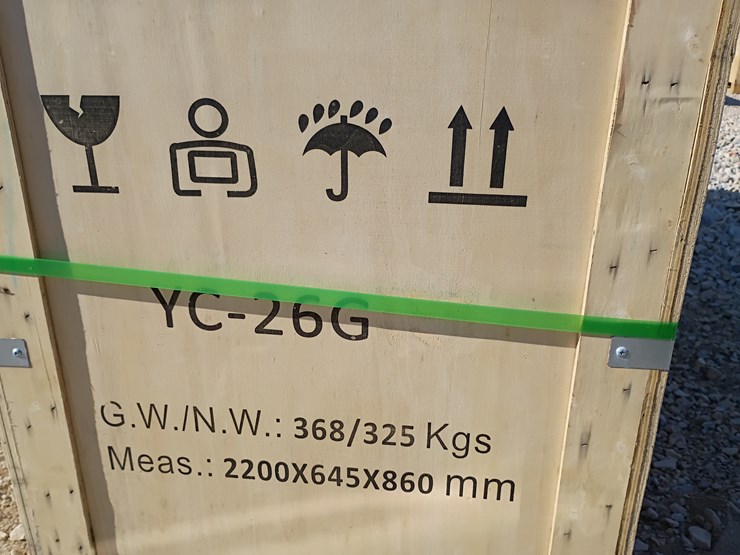 YC-26G
G.W./N.W.: 368/325 Kgs
Meas.: 2200X645X860 mm